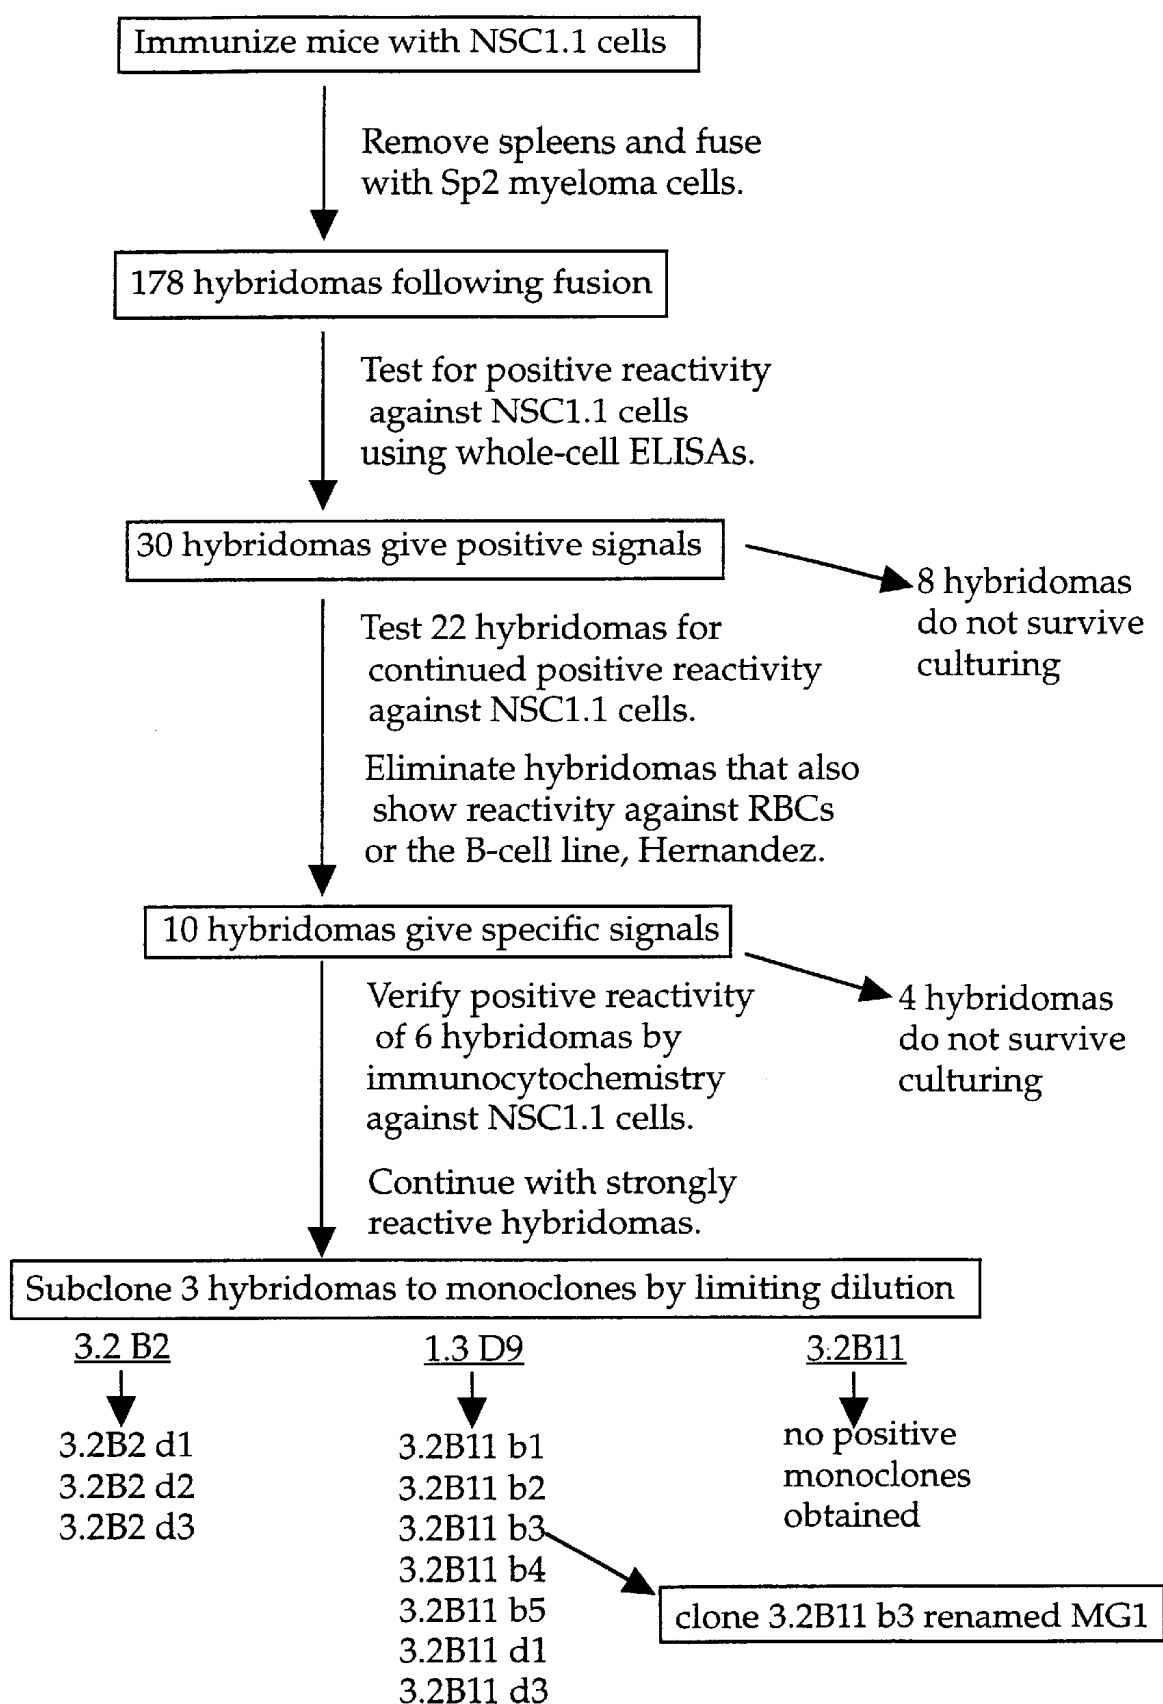 Immunize mice with NSC1.1 cells
Remove spleens and fuse
with Sp2 myeloma cells.
178 hybridomas following fusion
Test for positive reactivity
against NSC1.1 cells
using whole-cell ELISAs.
30 hybridomas give positive signals
8 hybridomas
do not survive
culturing
Test 22 hybridomas for
continued positive reactivity
against NSC1.1 cells.
Eliminate hybridomas that also
show reactivity against RBCs
or the B-cell line, Hernandez.
10 hybridomas give specific signals
4 hybridomas
do not survive
culturing
Verify positive reactivity
of 6 hybridomas by
immunocytochemistry
against NSC1.1 cells.
Continue with strongly
reactive hybridomas.
Subclone 3 hybridomas to monoclones by limiting dilution
3.2 B2
3.2B2 d1
3.2B2 d2
3.2B2 d3
1.3 D9
3.2B11 b1
3.2B11 b2
3.2B11 b3
3.2B11 b4
3.2B11 b5
3.2B11 d1
3.2B11 d3
3.2B11
no positive
monoclones
obtained
clone 3.2B11 b3 renamed MG1